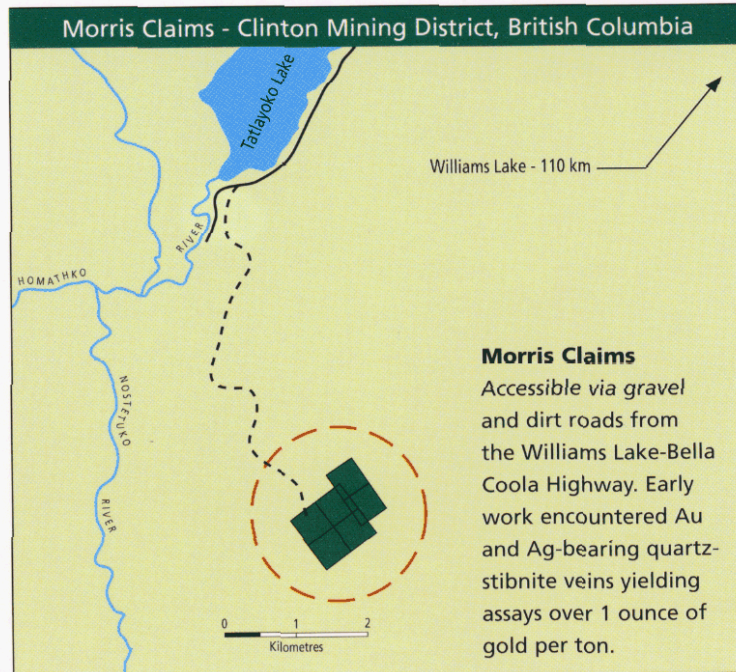 Morris Claims - Clinton Mining District, British Columbia
Tatlayoko Lake
Williams Lake - 110 km
RIVER
HOMATHKO
NOSTETUKO
RIVER
Morris Claims
Accessible via gravel
and dirt roads from
the Williams Lake-Bella
Coola Highway. Early
work encountered Au
and Ag-bearing quartz-
stibnite veins yielding
assays over 1 ounce of
gold per ton.
0 1 2
Kilometres